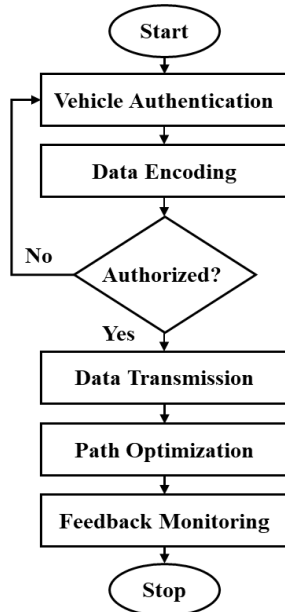 Start
Vehicle Authentication
Data Encoding
Authorized?
No
Yes
Data Transmission
Path Optimization
Feedback Monitoring
Stop